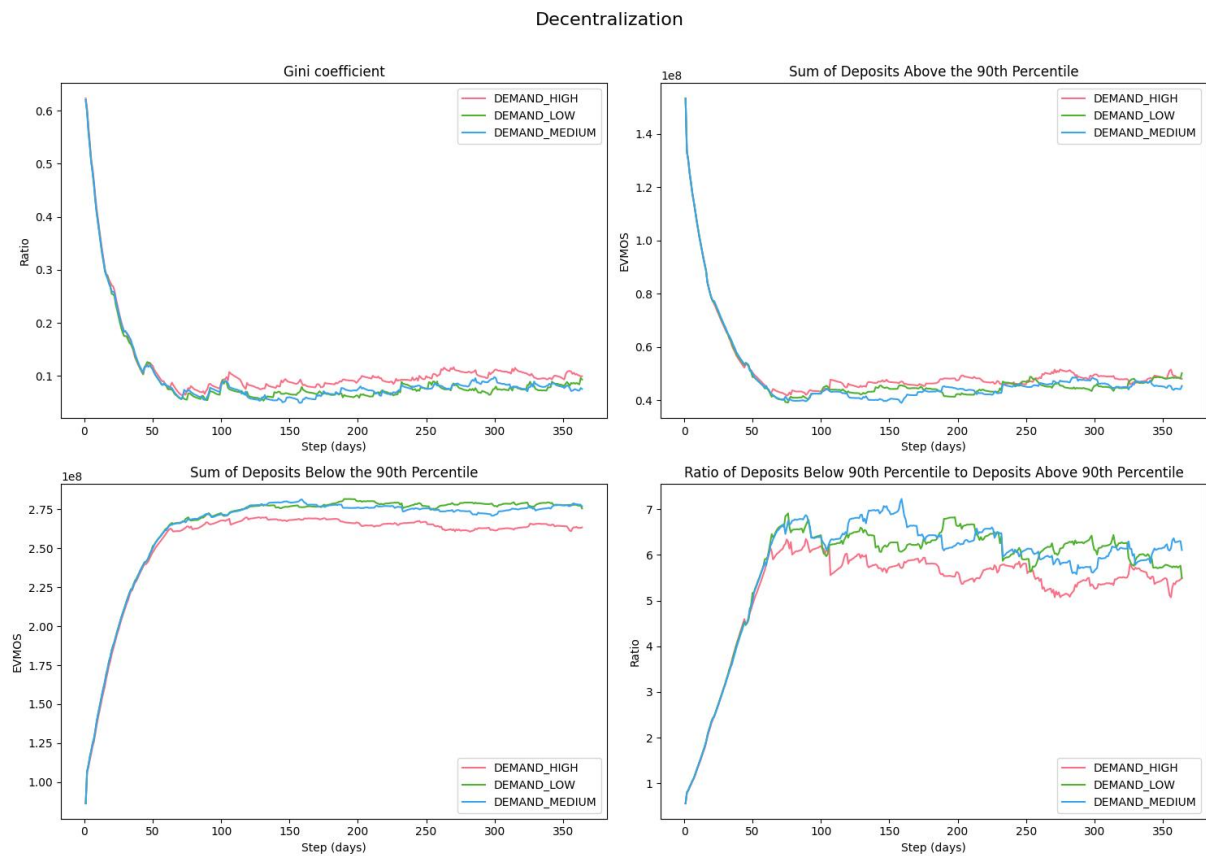 Decentralization
Gini coefficient
0.6
0.5
0.4
0.3
0.2
0.1
Ratio
0
50
100
150
200
250
300
350
Step (days)
DEMAND_HIGH
DEMAND_LOW
DEMAND_MEDIUM
Sum of Deposits Above the 90th Percentile
1e8
1.4
1.2
1.0
0.8
0.6
0.4
EVMOS
0
50
100
150
200
250
300
350
Step (days)
DEMAND_HIGH
DEMAND_LOW
DEMAND_MEDIUM
Sum of Deposits Below the 90th Percentile
1e8
2.75
2.50
2.25
2.00
1.75
1.50
1.25
1.00
EVMOS
0
50
100
150
200
250
300
350
Step (days)
DEMAND_HIGH
DEMAND_LOW
DEMAND_MEDIUM
Ratio of Deposits Below 90th Percentile to Deposits Above 90th Percentile
7
6
5
4
3
2
1
Ratio
0
50
100
150
200
250
300
350
Step (days)
DEMAND_HIGH
DEMAND_LOW
DEMAND_MEDIUM